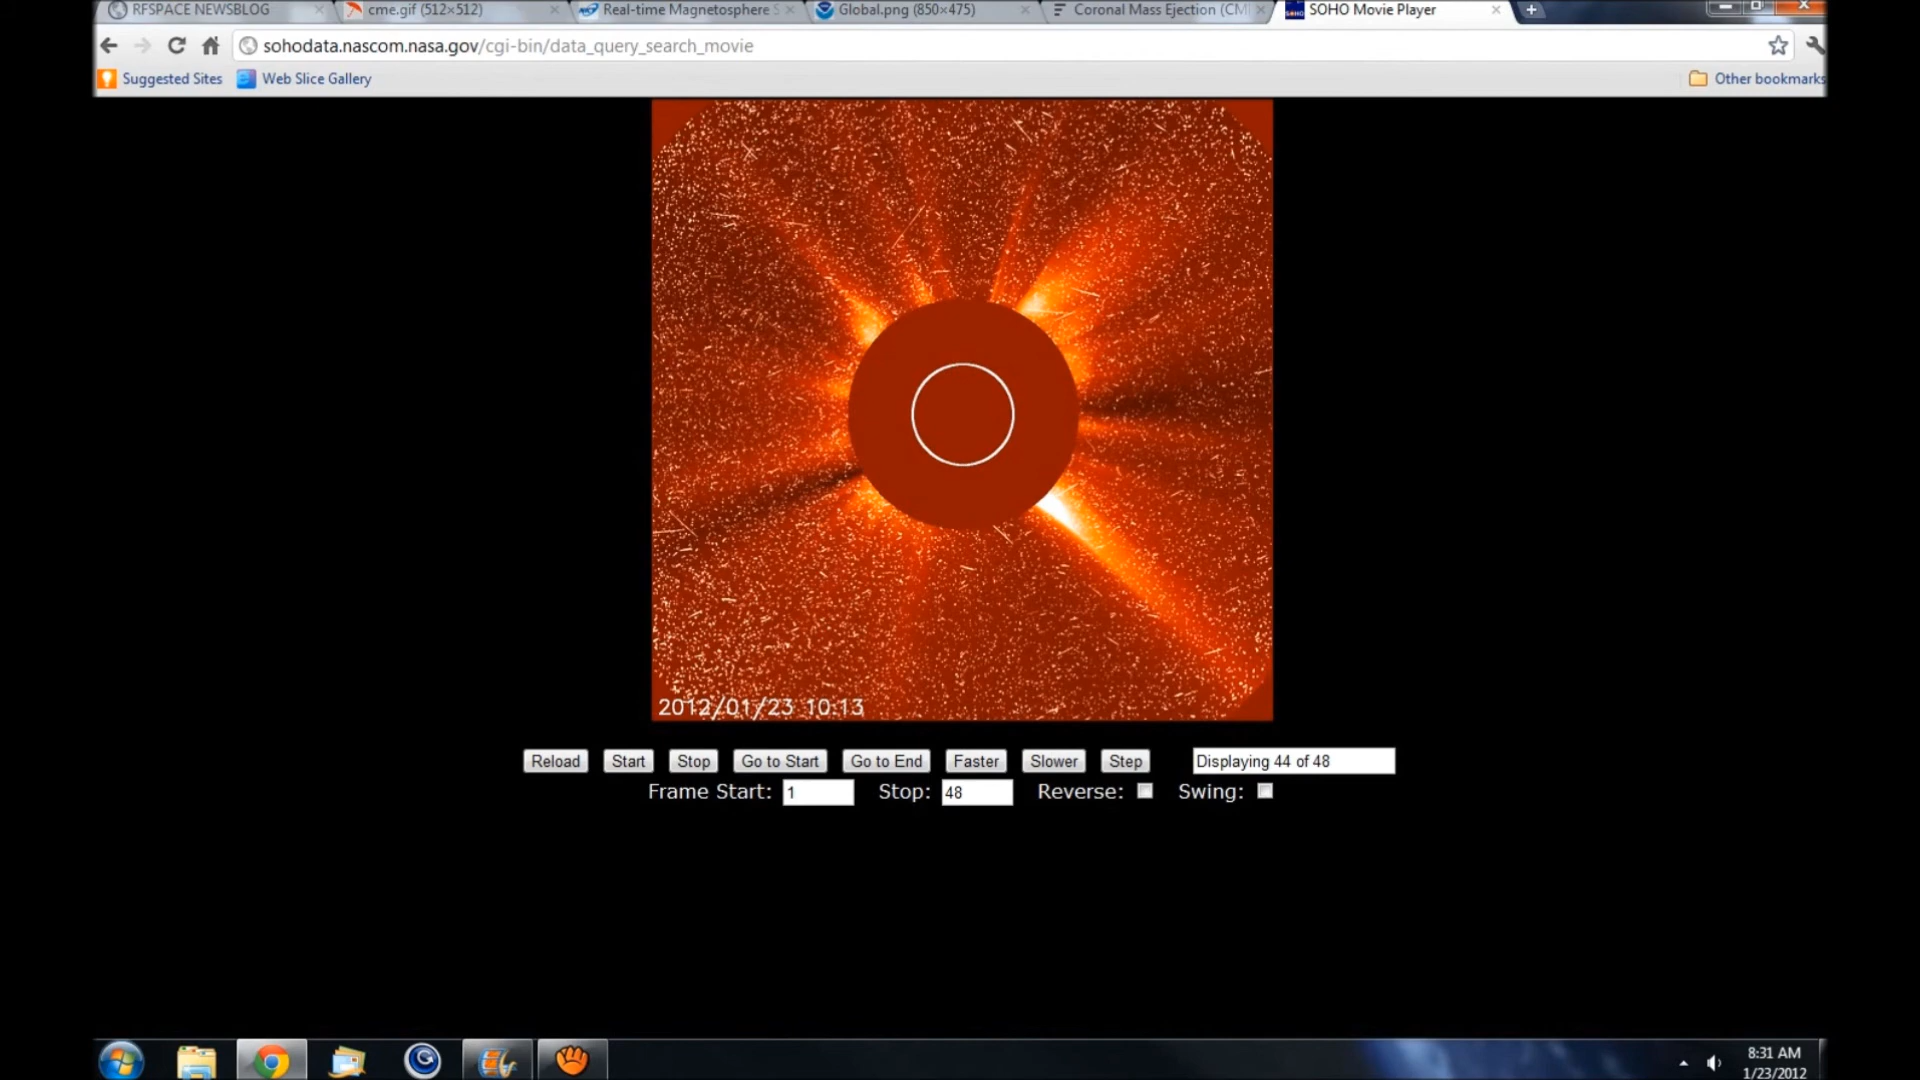 RFSPACE NEWSBLOG
cme.gif (512×512)
Real-time Magnetosphere S
Global.png (850×475)
Coronal Mass Ejection (CM
SOHO Movie Player
sohodata.nascom.nasa.gov/cgi-bin/data_query_search_movie
Suggested Sites
Web Slice Gallery
Other bookmarks
2012/01/23 10:13
Reload
Start
Stop
Go to Start
Go to End
Faster
Slower
Step
Displaying 44 of 48
Frame Start: 1
Stop: 48
Reverse:
Swing:
8:31 AM
1/23/2012